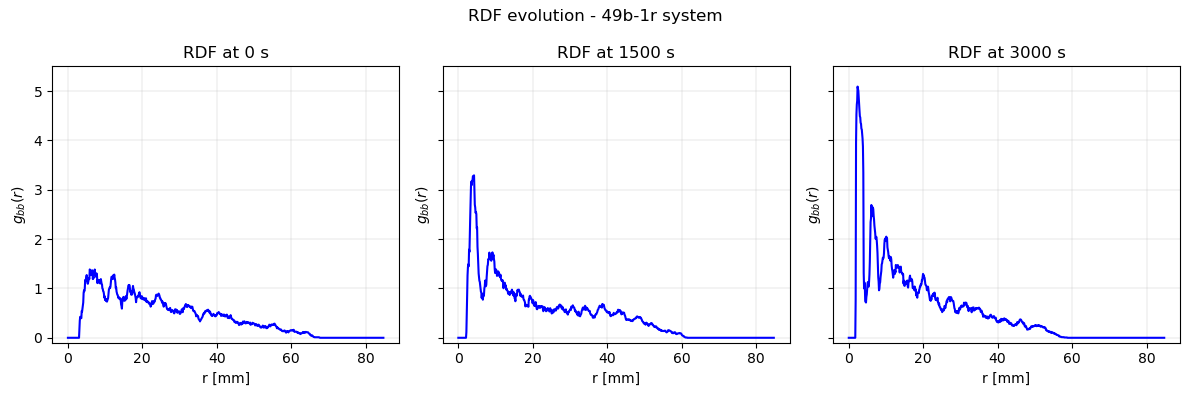 RDF evolution - 49b-1r system
RDF at 0 s
RDF at 1500 s
RDF at 3000 s
5
4
3
2
1
0
g_bb(r)
g_bb(r)
g_bb(r)
0 20 40 60 80
0 20 40 60 80
0 20 40 60 80
r [mm]
r [mm]
r [mm]